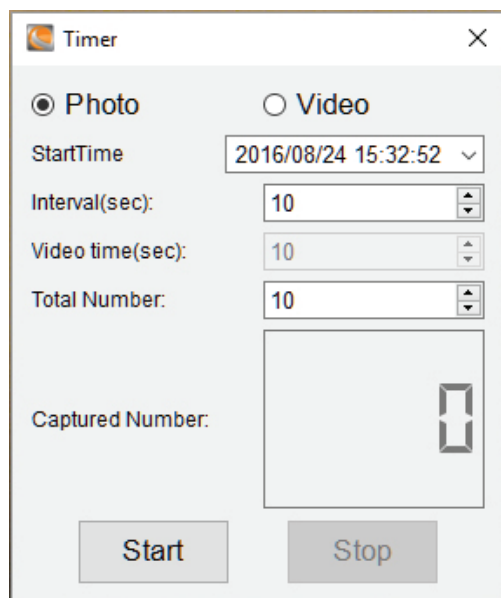 Timer
Photo Video
StartTime 2016/08/24 15:32:52
Interval(sec): 10
Video time(sec): 10
Total Number: 10
Captured Number: 0
Start Stop